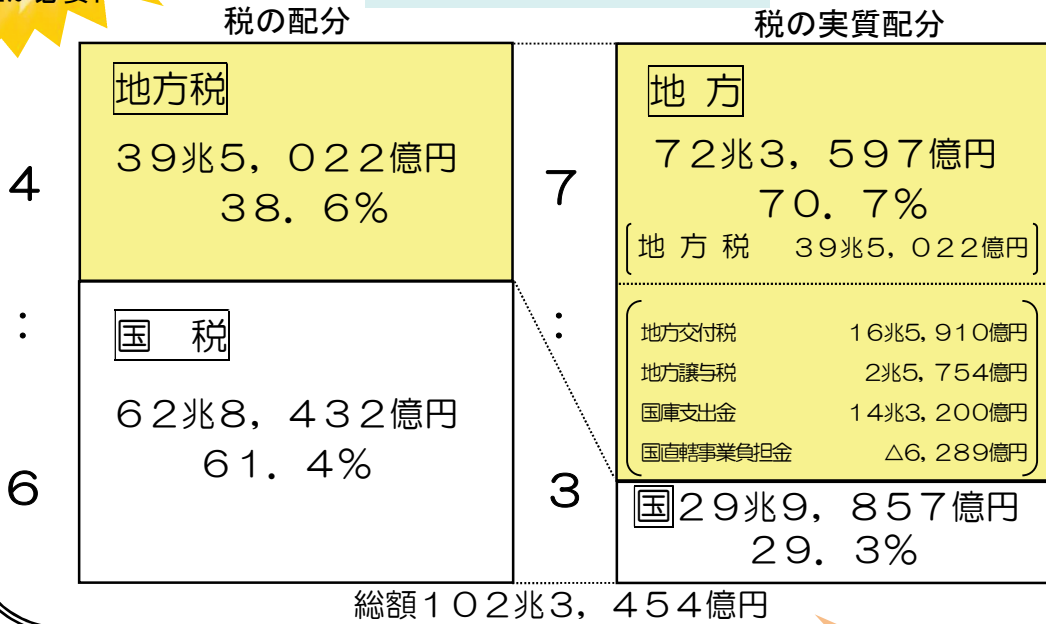 税の配分
地方税
39兆5,022億円
38.6%
4
:
6
国 税
62兆8,432億円
61.4%
税の実質配分
7
:
3
地 方
72兆3,597億円
70.7%
地 方 税 39兆5,022億円
地方交付税 16兆5,910億円
地方譲与税 2兆5,754億円
国庫支出金 14兆3,200億円
国直轄事業負担金 △6,289億円
国29兆9,857億円
29.3%
総額102兆3,454億円